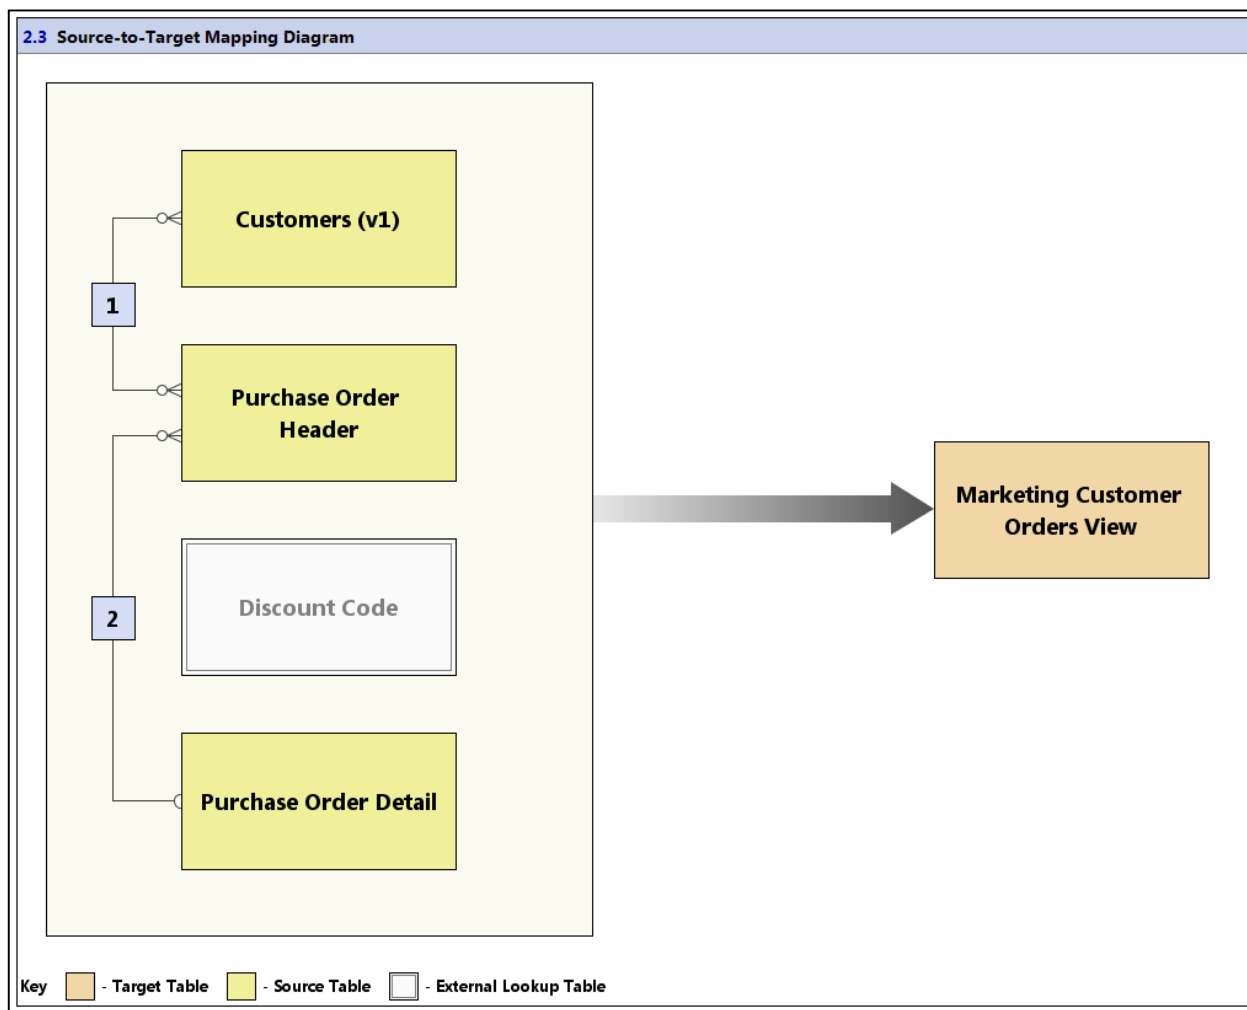 2.3 Source-to-Target Mapping Diagram
Customers (v1)
1
Purchase Order
Header
Marketing Customer
Orders View
Discount Code
2
Purchase Order Detail
Key - Target Table - Source Table - External Lookup Table